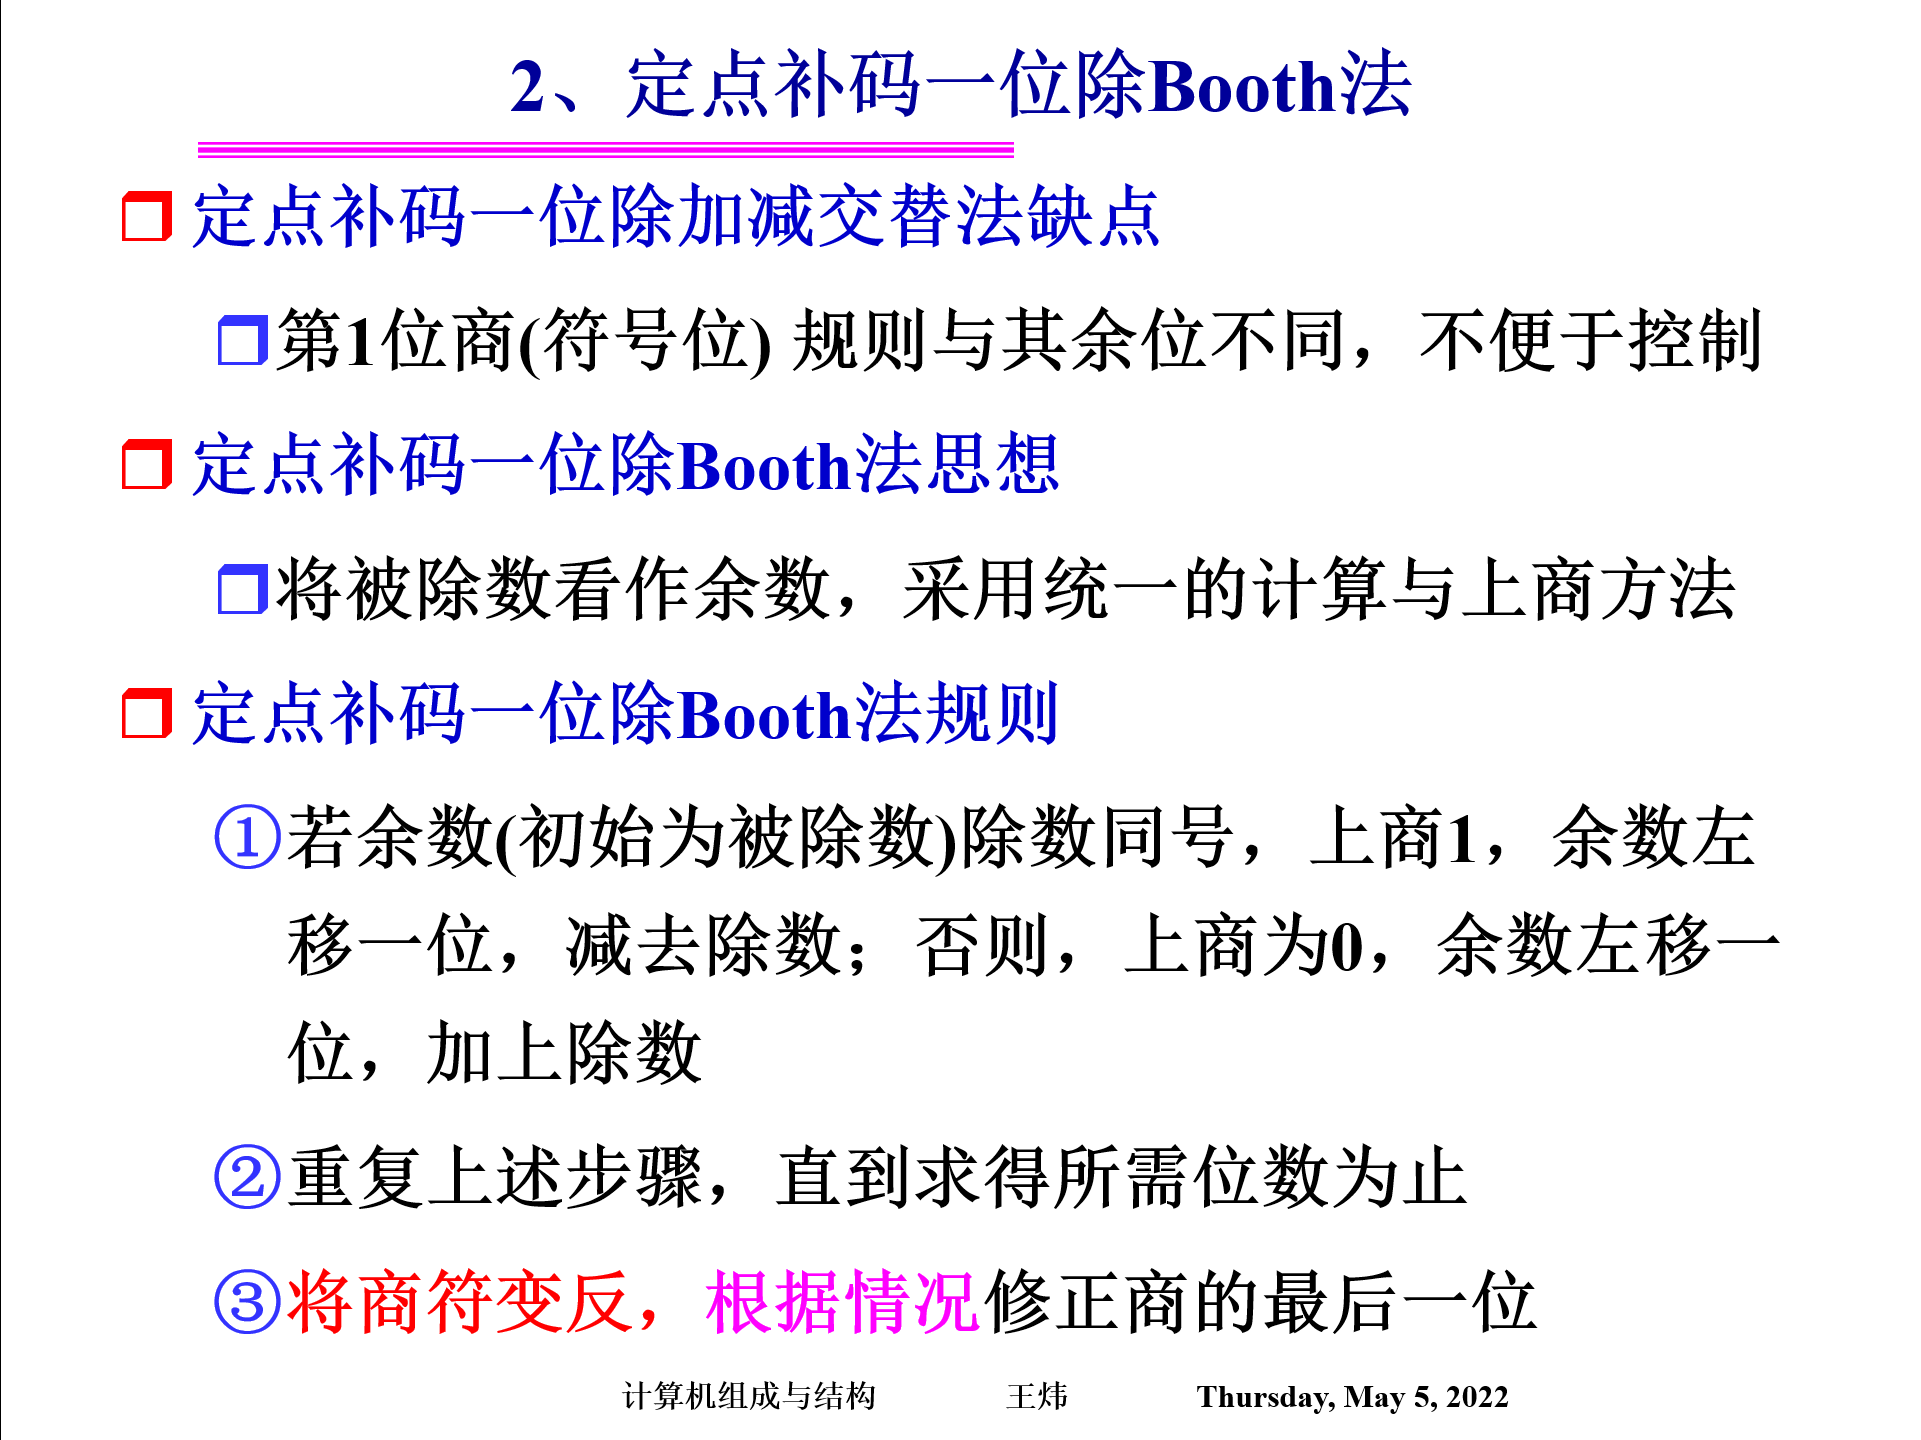 2、定点补码一位除Booth法
定点补码一位除加减交替法缺点
第1位商(符号位) 规则与其余位不同，不便于控制
定点补码一位除Booth法思想
将被除数看作余数，采用统一的计算与上商方法
定点补码一位除Booth法规则
①若余数(初始为被除数)除数同号，上商1，余数左
移一位，减去除数；否则，上商为0，余数左移一
位，加上除数
②重复上述步骤，直到求得所需位数为止
③将商符变反，根据情况修正商的最后一位
计算机组成与结构 王炜 Thursday, May 5, 2022